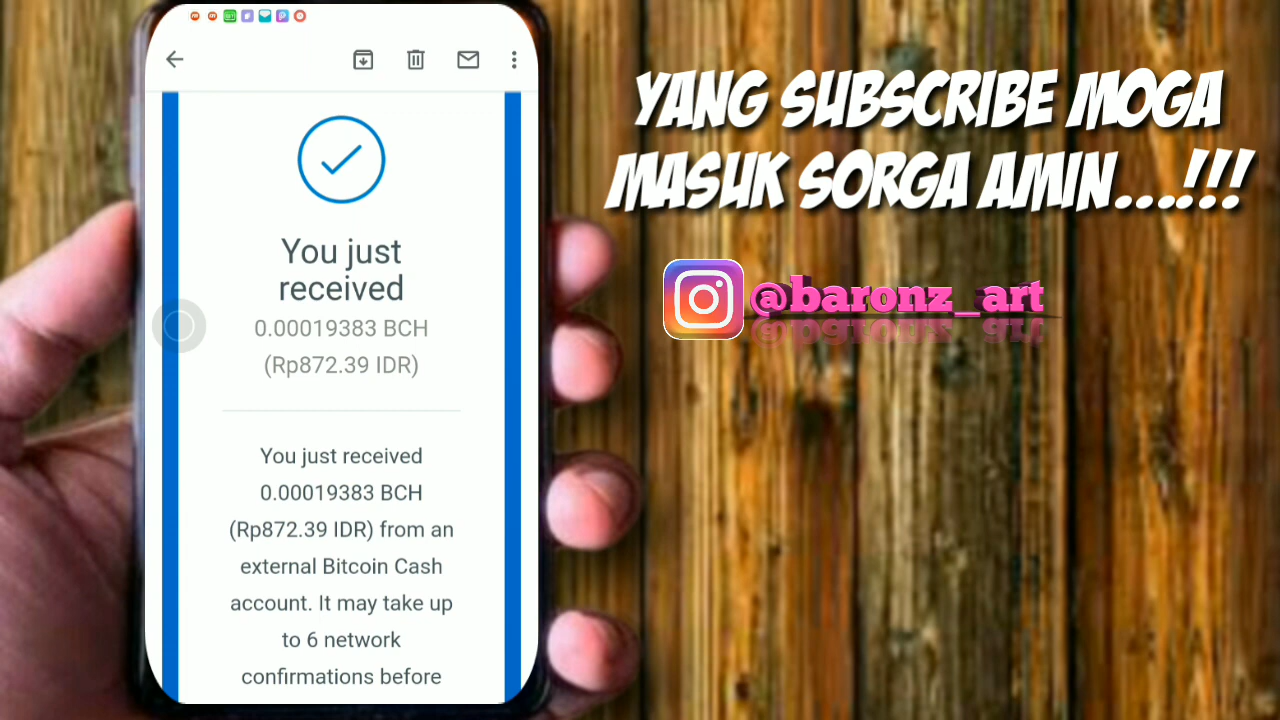 You just
received
0.00019383 BCH
(Rp872.39 IDR)
You just received
0.00019383 BCH
(Rp872.39 IDR) from an
external Bitcoin Cash
account. It may take up
to 6 network
confirmations before
YANG SUBSCRIBE MOGA
MASUK SORGA AMIN....!!!
@baronz_art